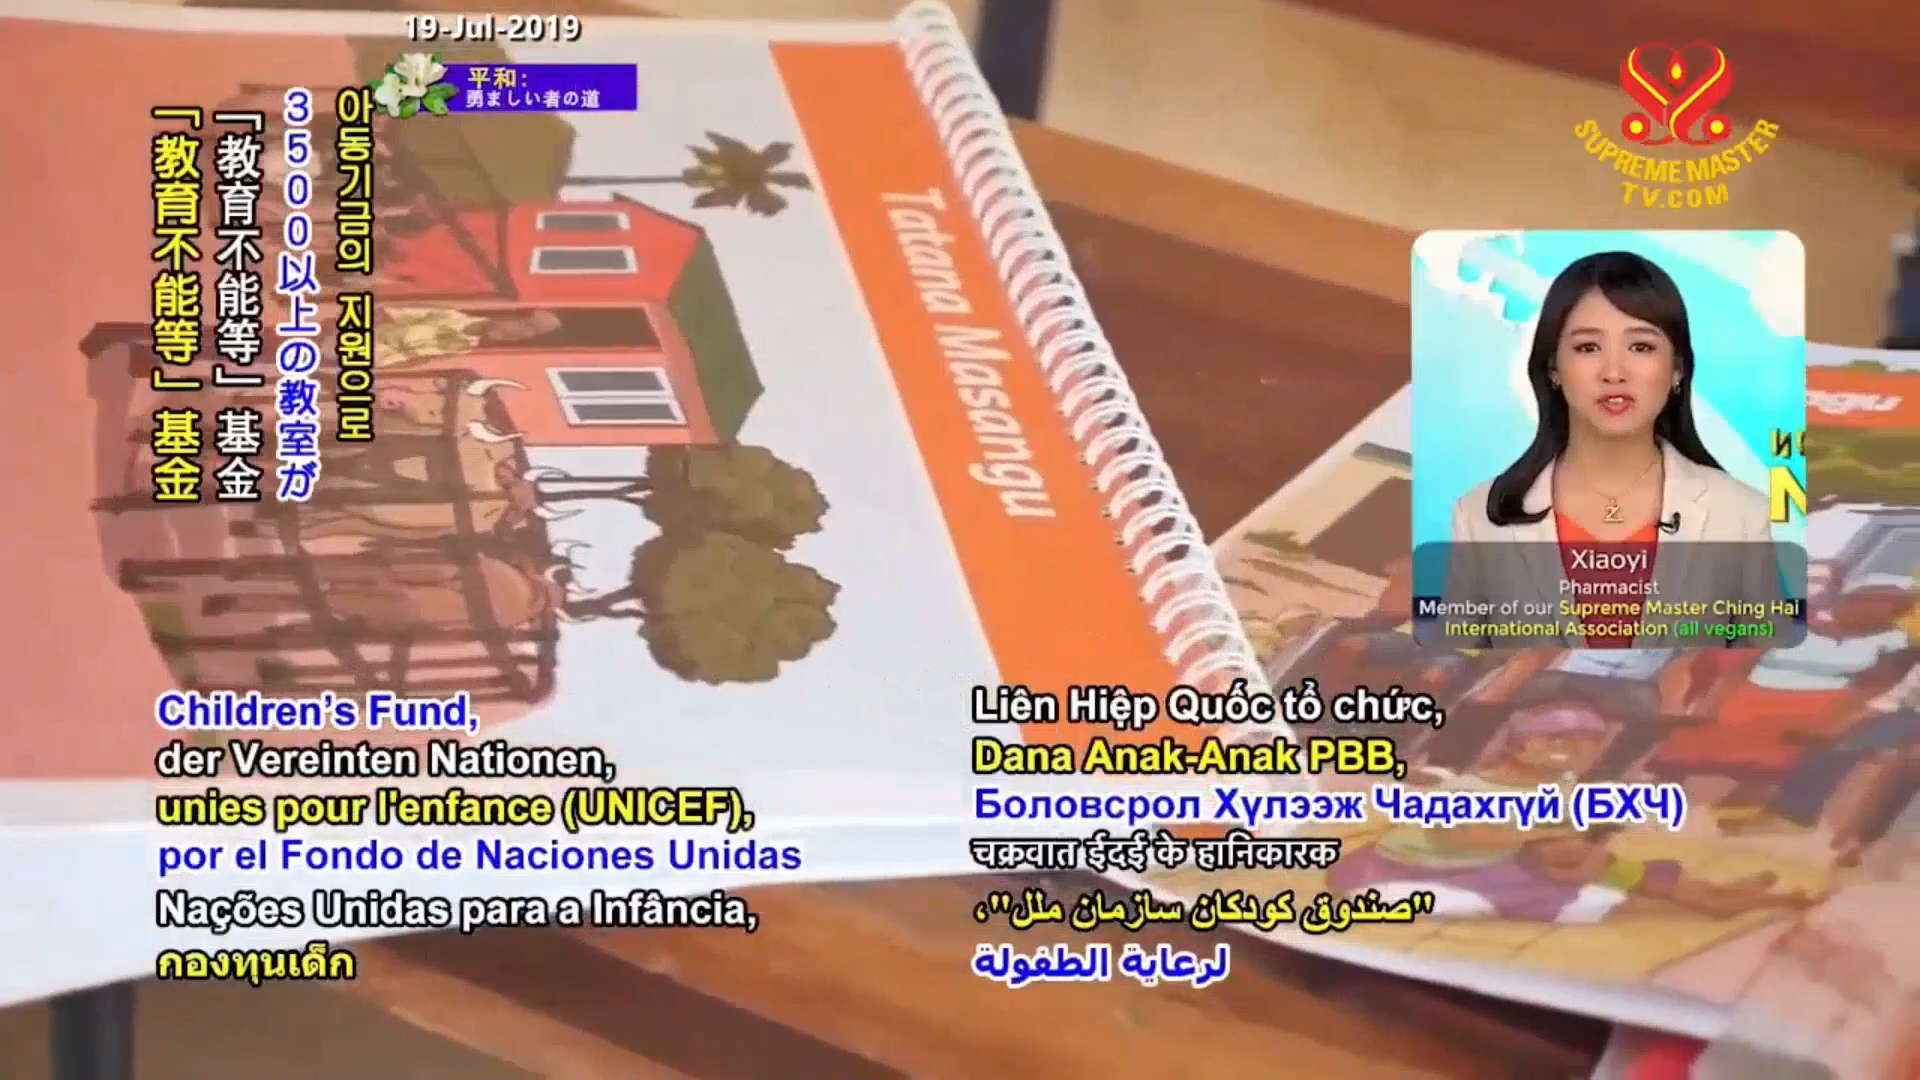 19-Jul-2019
平和:
勇ましい者の道
아동기금의 지원으로
3500以上の教室が
「教育不能等」基金
「教育不能等」基金
SUPREME MASTER
TV.COM
Tatana Masangu
Xiaoyi
Pharmacist
Member of our Supreme Master Ching Hai
International Association (all vegans)
Children’s Fund,
der Vereinten Nationen,
unies pour l'enfance (UNICEF),
por el Fondo de Naciones Unidas
Nações Unidas para a Infância,
กองทุนเด็ก
Liên Hiệp Quốc tổ chức,
Dana Anak-Anak PBB,
Боловсрол Хүлээж Чадахгүй (БХЧ)
चक्रवात ईदई के हानिकारक
"صندوق کودکان سازمان ملل"،
لرعاية الطفولة